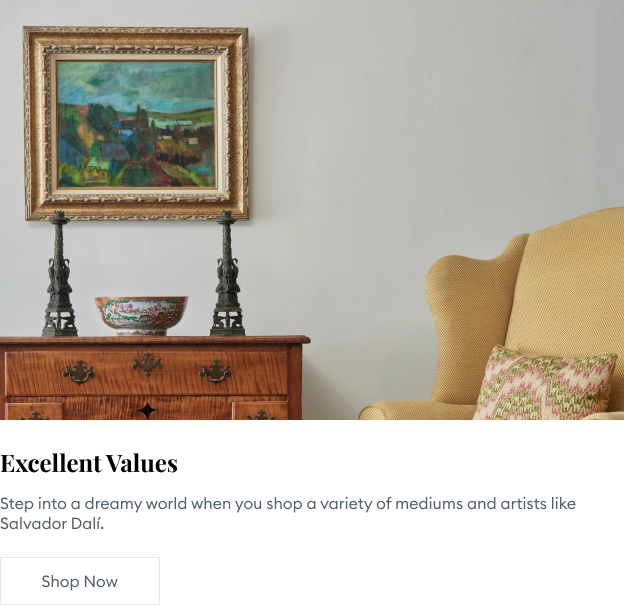 Excellent Values
Step into a dreamy world when you shop a variety of mediums and artists like
Salvador Dalí.
Shop Now